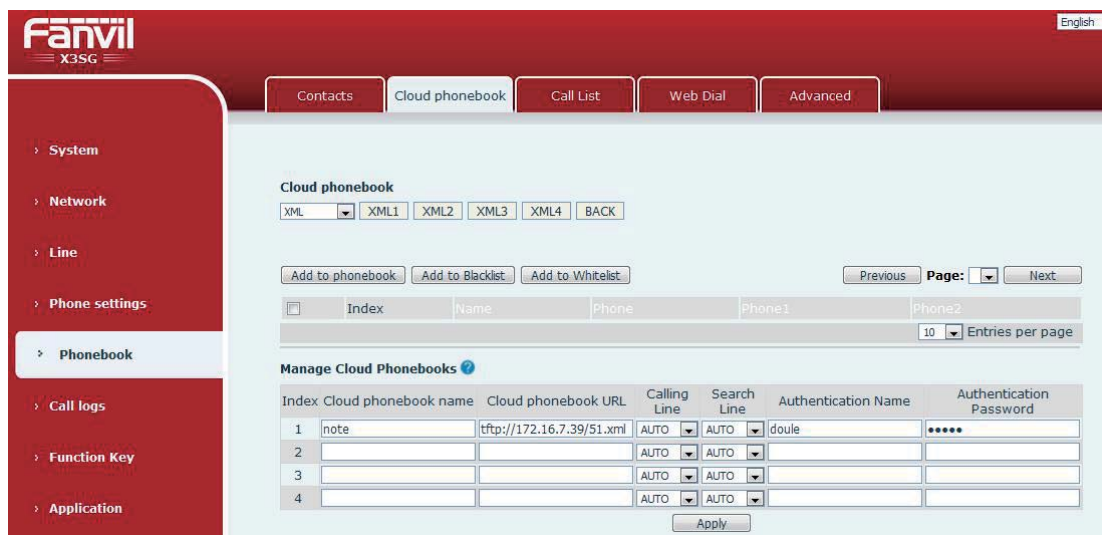 Fanvil
X3SG
English
Contacts Cloud phonebook Call List Web Dial Advanced
› System
› Network
› Line
› Phone settings
› Phonebook
› Call logs
› Function Key
› Application
Cloud phonebook
XML XML1 XML2 XML3 XML4 BACK
Add to phonebook Add to Blacklist Add to Whitelist Previous Page: Next
Index Name Phone Phone1 Phone2
10 Entries per page
Manage Cloud Phonebooks ?
Index Cloud phonebook name Cloud phonebook URL Calling Line Search Line Authentication Name Authentication Password
1 note tftp://172.16.7.39/51.xml AUTO AUTO doule •••••
2 AUTO AUTO
3 AUTO AUTO
4 AUTO AUTO
Apply